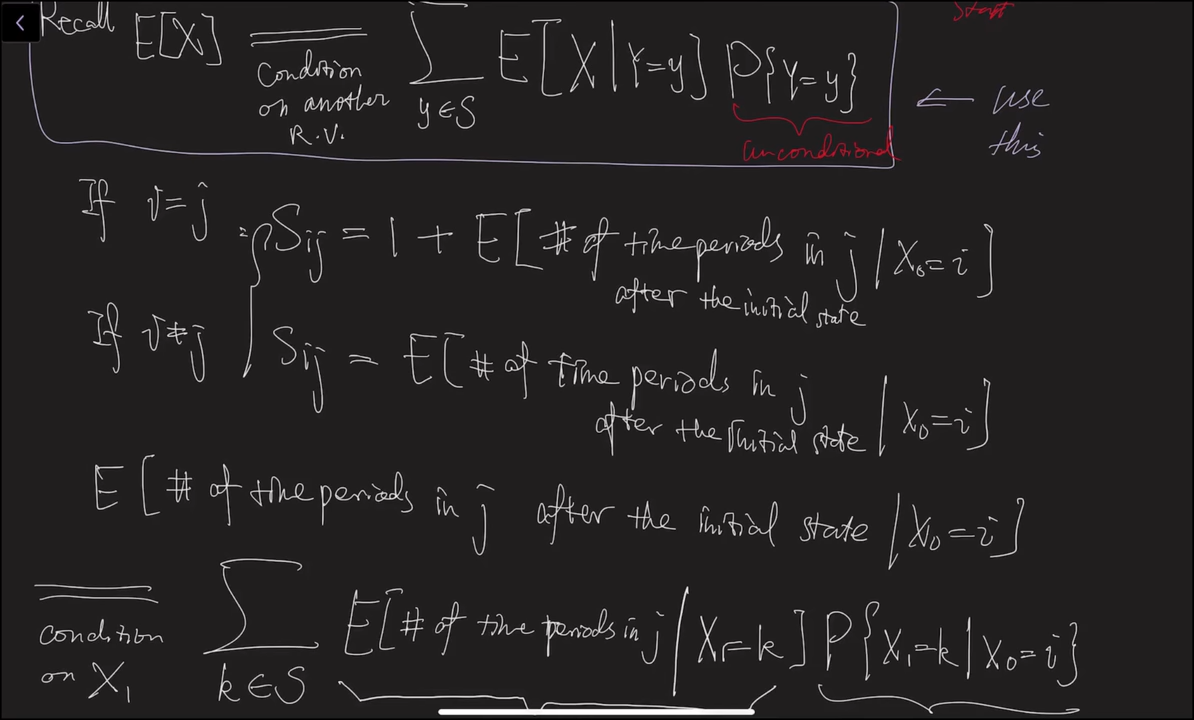 Start
Recall E[X] = Σ E[X|Y=y] P{Y=y}
Condition on another R.V.
y∈S
unconditional
← use this
If i=j
S_ij = 1 + E[# of time periods in j | X_0=i]
after the initial state
If i≠j
S_ij = E[# of time periods in j
after the initial state | X_0=i]
E[# of time periods in j after the initial state | X_0=i]
= Σ E[# of time periods in j | X_1=k] P{X_1=k | X_0=i}
condition on X_1
k∈S